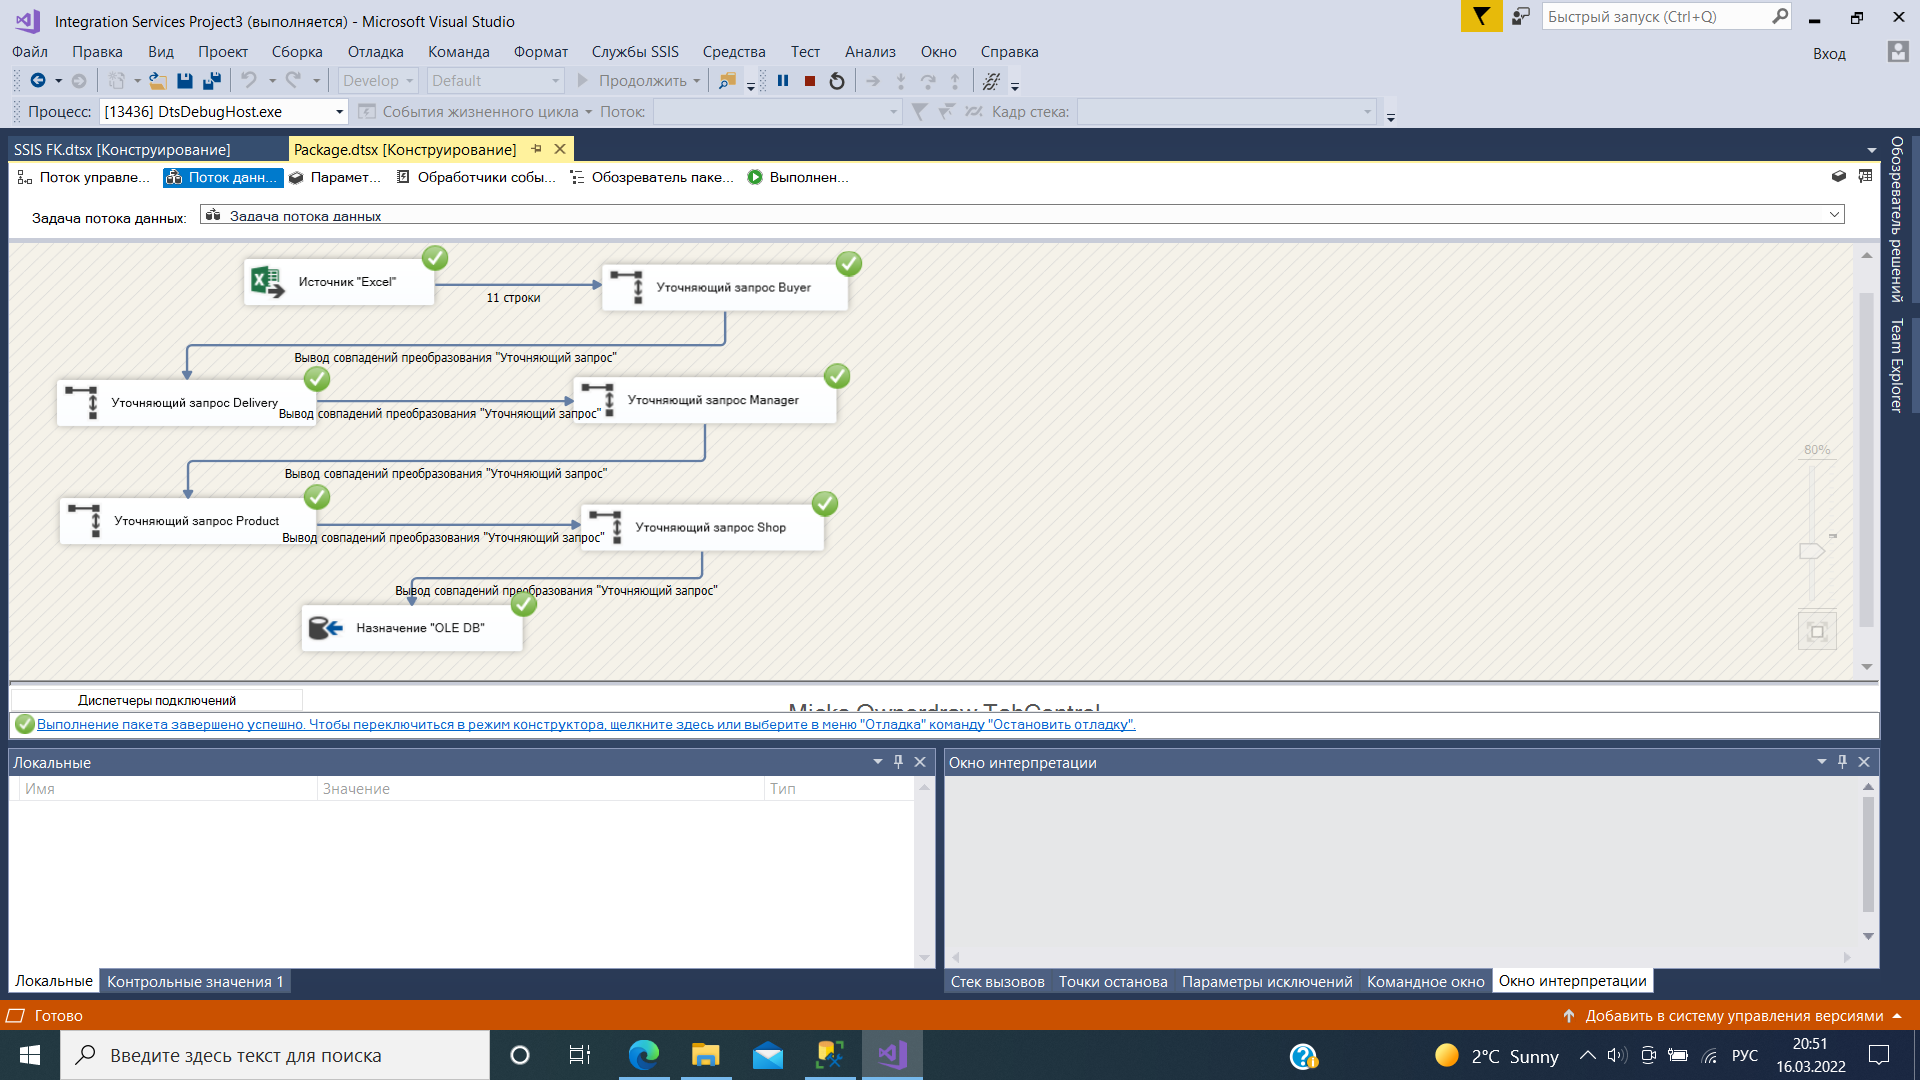 Integration Services Project3 (выполняется) - Microsoft Visual Studio
Быстрый запуск (Ctrl+Q)
Файл Правка Вид Проект Сборка Отладка Команда Формат Службы SSIS Средства Тест Анализ Окно Справка
Вход
Develop Default Продолжить
Процесс: [13436] DtsDebugHost.exe События жизненного цикла Поток: Кадр стека:
SSIS FK.dtsx [Конструирование] Package.dtsx [Конструирование]
Поток управле... Поток данн... Парамет... Обработчики собы... Обозреватель паке... Выполнен...
Задача потока данных: Задача потока данных
Обозреватель решений
Team Explorer
Источник "Excel"
11 строки
Уточняющий запрос Buyer
Вывод совпадений преобразования "Уточняющий запрос"
Уточняющий запрос Delivery
Вывод совпадений преобразования "Уточняющий запрос"
Уточняющий запрос Manager
Вывод совпадений преобразования "Уточняющий запрос"
Уточняющий запрос Product
Вывод совпадений преобразования "Уточняющий запрос"
Уточняющий запрос Shop
Вывод совпадений преобразования "Уточняющий запрос"
Назначение "OLE DB"
80%
Диспетчеры подключений
Выполнение пакета завершено успешно. Чтобы переключиться в режим конструктора, щелкните здесь или выберите в меню "Отладка" команду "Остановить отладку".
Локальные
Имя Значение Тип
Окно интерпретации
Локальные Контрольные значения 1
Стек вызовов Точки останова Параметры исключений Командное окно Окно интерпретации
Готово
Добавить в систему управления версиями
Введите здесь текст для поиска
2°C Sunny
РУС
20:51
16.03.2022